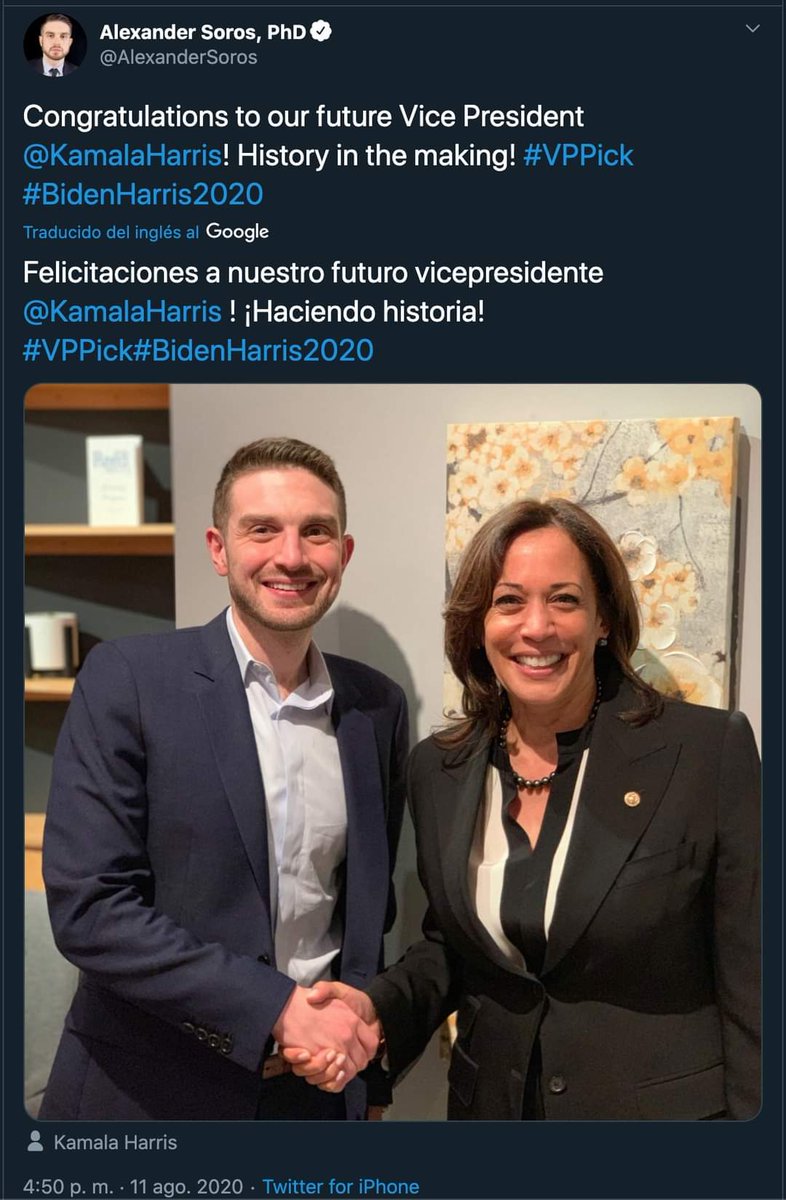 Alexander Soros, PhD
@AlexanderSoros
Congratulations to our future Vice President
@KamalaHarris! History in the making! #VPPick
#BidenHarris2020
Traducido del inglés al Google
Felicitaciones a nuestro futuro vicepresidente
@KamalaHarris ! ¡Haciendo historia!
#VPPick#BidenHarris2020
Kamala Harris
4:50 p. m. · 11 ago. 2020 · Twitter for iPhone